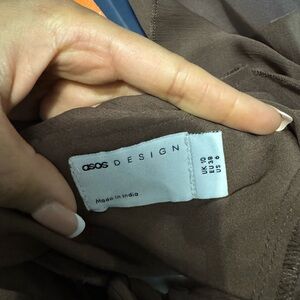 asos DESIGN
Made in India
UK 10
EU 38
US 6